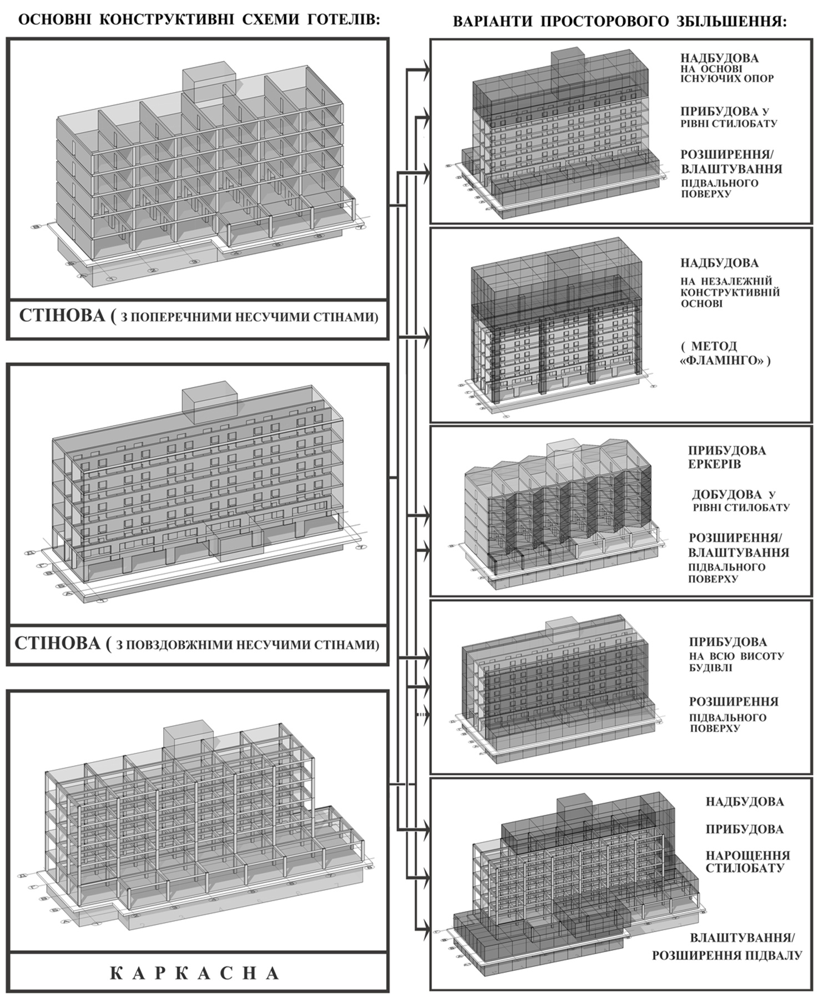 ОСНОВНІ КОНСТРУКТИВНІ СХЕМИ ГОТЕЛІВ:
СТІНОВА ( З ПОПЕРЕЧНИМИ НЕСУЧИМИ СТІНАМИ)
СТІНОВА ( З ПОВЗДОВЖНІМИ НЕСУЧИМИ СТІНАМИ)
К А Р К А С Н А
ВАРІАНТИ ПРОСТОРОВОГО ЗБІЛЬШЕННЯ:
НАДБУДОВА
НА ОСНОВІ
ІСНУЮЧИХ ОПОР
ПРИБУДОВА У
РІВНІ СТИЛОБАТУ
РОЗШИРЕННЯ/
ВЛАШТУВАННЯ
ПІДВАЛЬНОГО
ПОВЕРХУ
НАДБУДОВА
НА НЕЗАЛЕЖНІЙ
КОНСТРУКТИВНІЙ
ОСНОВІ
( МЕТОД
«ФЛАМІНГО» )
ПРИБУДОВА
ЕРКЕРІВ
ДОБУДОВА У
РІВНІ СТИЛОБАТУ
РОЗШИРЕННЯ/
ВЛАШТУВАННЯ
ПІДВАЛЬНОГО
ПОВЕРХУ
ПРИБУДОВА
НА ВСЮ ВИСОТУ
БУДІВЛІ
РОЗШИРЕННЯ
ПІДВАЛЬНОГО
ПОВЕРХУ
НАДБУДОВА
ПРИБУДОВА
НАРОЩЕННЯ
СТИЛОБАТУ
ВЛАШТУВАННЯ/
РОЗШИРЕННЯ ПІДВАЛУ